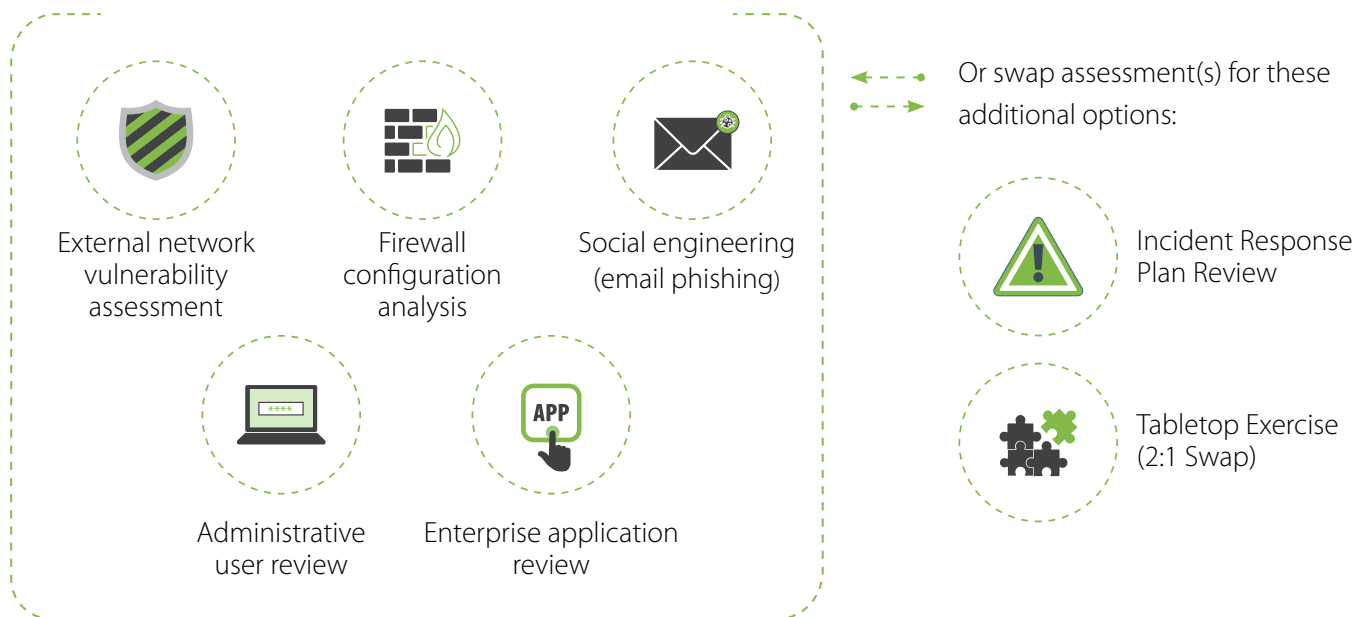 Or swap assessment(s) for these
additional options:
External network
vulnerability
assessment
Firewall
configuration
analysis
Social engineering
(email phishing)
****
Administrative
user review
APP
Enterprise application
review
Incident Response
Plan Review
Tabletop Exercise
(2:1 Swap)